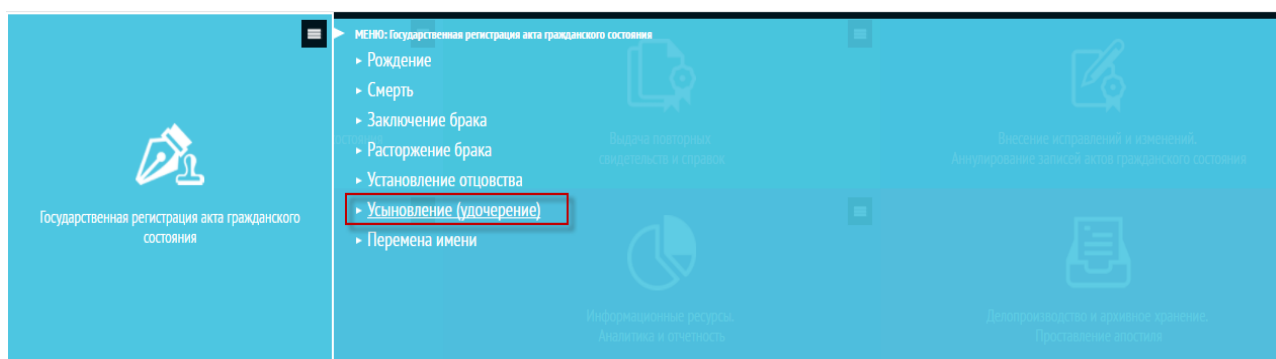 МЕНЮ: Государственная регистрация акта гражданского состояния
▸ Рождение
▸ Смерть
▸ Заключение брака
▸ Расторжение брака
▸ Установление отцовства
▸ Усыновление (удочерение)
▸ Перемена имени
Государственная регистрация акта гражданского
состояния
остояния
Выдача повторных
свидетельств и справок
Внесение исправлений и изменений.
Аннулирование записей актов гражданского состояния
Информационные ресурсы.
Аналитика и отчетность
Делопроизводство и архивное хранение.
Проставление апостиля